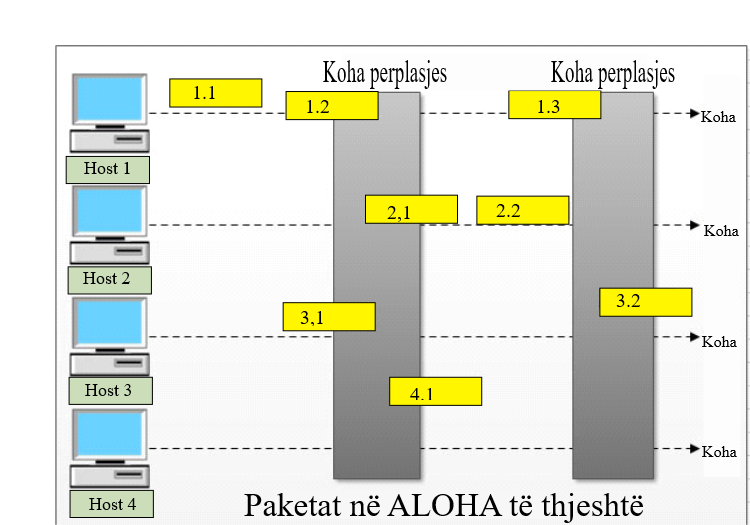 Koha perplasjes
Koha perplasjes
1.1
1.2
1.3
Koha
Host 1
2,1
2.2
Koha
Host 2
3.2
3,1
Koha
Host 3
4.1
Koha
Host 4
Paketat në ALOHA të thjeshtë